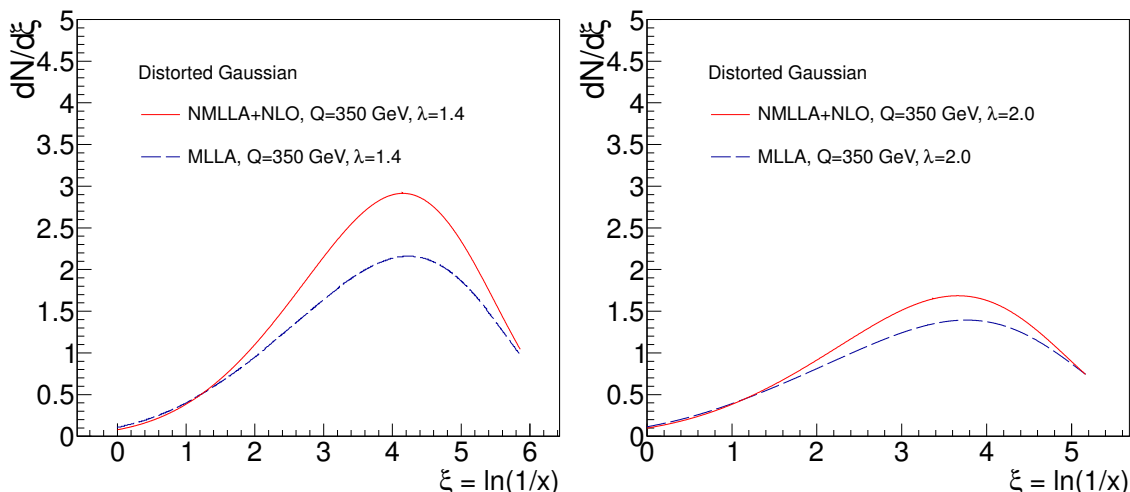 dN/dξ
5
4.5
4
3.5
3
2.5
2
1.5
1
0.5
0
Distorted Gaussian
NMLLA+NLO, Q=350 GeV, λ=1.4
MLLA, Q=350 GeV, λ=1.4
0 1 2 3 4 5 6
ξ = ln(1/x)
dN/dξ
5
4.5
4
3.5
3
2.5
2
1.5
1
0.5
0
Distorted Gaussian
NMLLA+NLO, Q=350 GeV, λ=2.0
MLLA, Q=350 GeV, λ=2.0
0 1 2 3 4 5
ξ = ln(1/x)